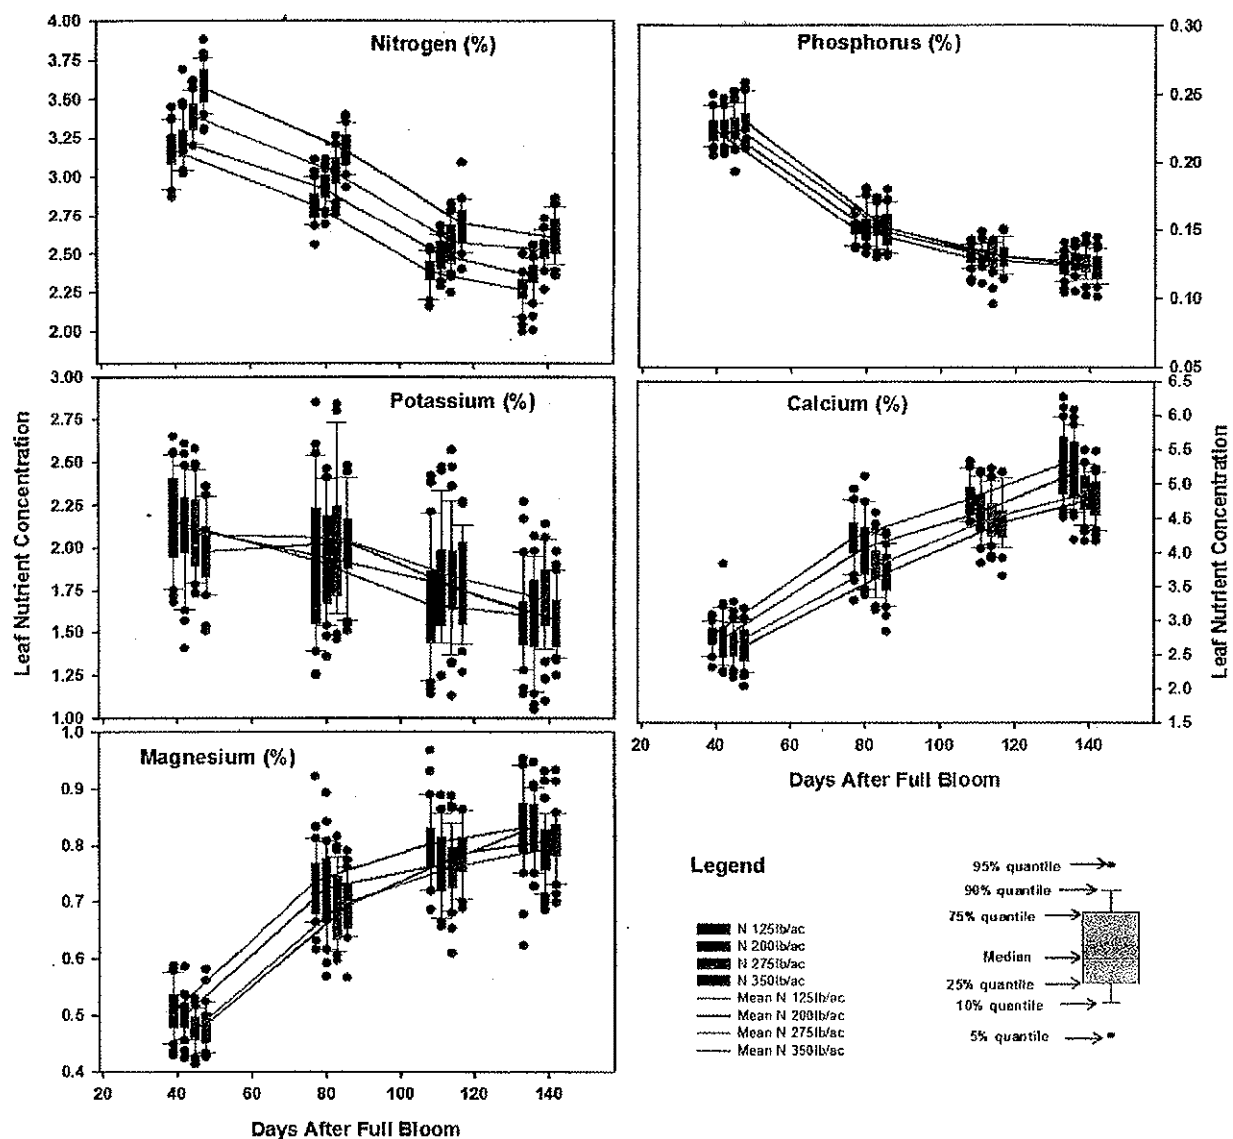 Nitrogen (%)
4.00
3.75
3.50
3.25
3.00
2.75
2.50
2.25
2.00
Phosphorus (%)
0.30
0.25
0.20
0.15
0.10
0.05
Potassium (%)
3.00
2.75
2.50
2.25
2.00
1.75
1.50
1.25
1.00
Leaf Nutrient Concentration
Calcium (%)
6.5
6.0
5.5
5.0
4.5
4.0
3.5
3.0
2.5
2.0
1.5
Leaf Nutrient Concentration
20 40 60 80 100 120 140
Days After Full Bloom
Magnesium (%)
1.0
0.9
0.8
0.7
0.6
0.5
0.4
20 40 60 80 100 120 140
Days After Full Bloom
Legend
N 125lb/ac
N 200lb/ac
N 275lb/ac
N 350lb/ac
Mean N 125lb/ac
Mean N 200lb/ac
Mean N 275lb/ac
Mean N 350lb/ac
95% quantile
90% quantile
75% quantile
Median
25% quantile
10% quantile
5% quantile